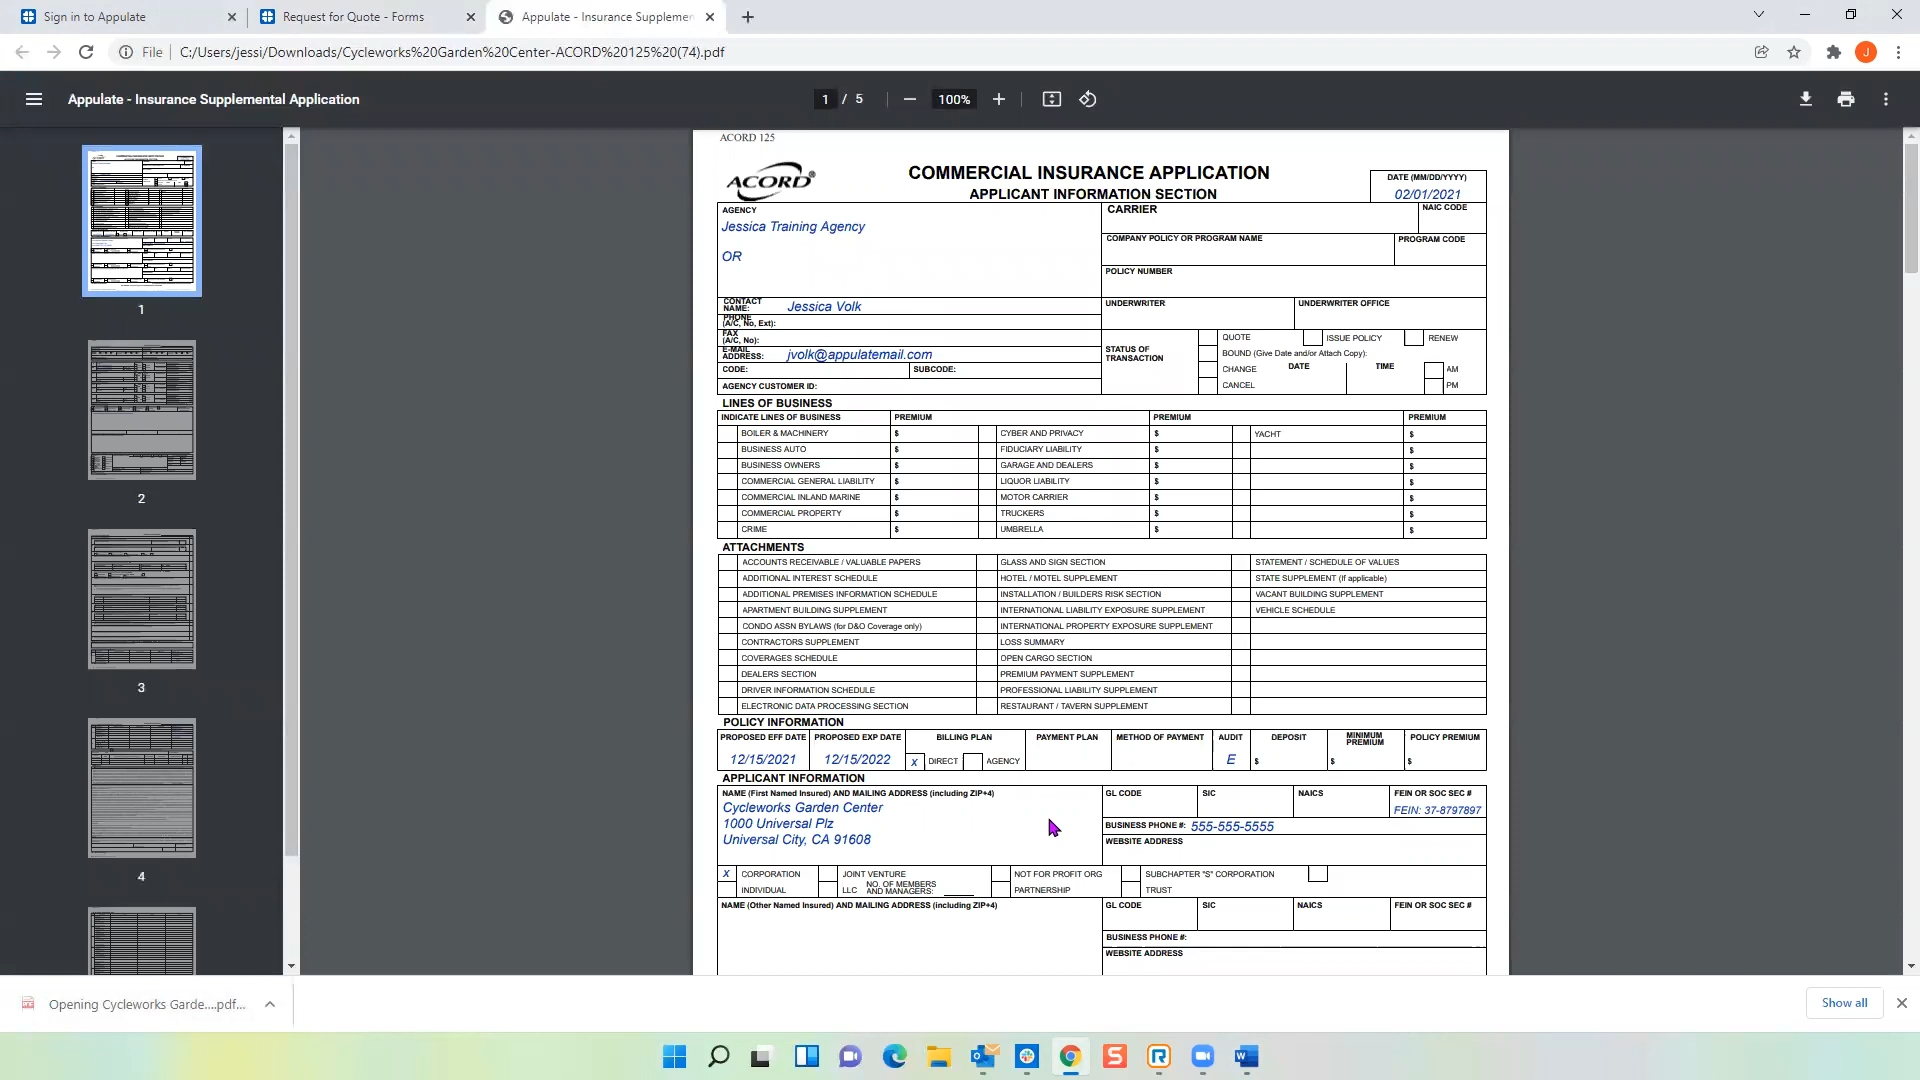 Sign in to Appulate
Request for Quote - Forms
Appulate - Insurance Supplemen
File
C:/Users/jessi/Downloads/Cycleworks%20Garden%20Center-ACORD%20125%20(74).pdf
J
Appulate - Insurance Supplemental Application
1 / 5
100%
1
2
3
4
ACORD 125
ACORD®
COMMERCIAL INSURANCE APPLICATION
APPLICANT INFORMATION SECTION
DATE (MM/DD/YYYY)
02/01/2021
AGENCY
Jessica Training Agency
OR
CARRIER
NAIC CODE
COMPANY POLICY OR PROGRAM NAME
PROGRAM CODE
POLICY NUMBER
CONTACT NAME: Jessica Volk
PHONE (A/C, No, Ext):
FAX (A/C, No):
E-MAIL ADDRESS: jvolk@appulatemail.com
CODE: SUBCODE:
AGENCY CUSTOMER ID:
UNDERWRITER
UNDERWRITER OFFICE
STATUS OF TRANSACTION
QUOTE ISSUE POLICY RENEW
BOUND (Give Date and/or Attach Copy):
CHANGE DATE TIME AM
CANCEL PM
LINES OF BUSINESS
INDICATE LINES OF BUSINESS PREMIUM PREMIUM PREMIUM
BOILER & MACHINERY $ CYBER AND PRIVACY $ YACHT $
BUSINESS AUTO $ FIDUCIARY LIABILITY $ $
BUSINESS OWNERS $ GARAGE AND DEALERS $ $
COMMERCIAL GENERAL LIABILITY $ LIQUOR LIABILITY $ $
COMMERCIAL INLAND MARINE $ MOTOR CARRIER $ $
COMMERCIAL PROPERTY $ TRUCKERS $ $
CRIME $ UMBRELLA $ $
ATTACHMENTS
ACCOUNTS RECEIVABLE / VALUABLE PAPERS GLASS AND SIGN SECTION STATEMENT / SCHEDULE OF VALUES
ADDITIONAL INTEREST SCHEDULE HOTEL / MOTEL SUPPLEMENT STATE SUPPLEMENT (If applicable)
ADDITIONAL PREMISES INFORMATION SCHEDULE INSTALLATION / BUILDERS RISK SECTION VACANT BUILDING SUPPLEMENT
APARTMENT BUILDING SUPPLEMENT INTERNATIONAL LIABILITY EXPOSURE SUPPLEMENT VEHICLE SCHEDULE
CONDO ASSN BYLAWS (for D&O Coverage only) INTERNATIONAL PROPERTY EXPOSURE SUPPLEMENT
CONTRACTORS SUPPLEMENT LOSS SUMMARY
COVERAGES SCHEDULE OPEN CARGO SECTION
DEALERS SECTION PREMIUM PAYMENT SUPPLEMENT
DRIVER INFORMATION SCHEDULE PROFESSIONAL LIABILITY SUPPLEMENT
ELECTRONIC DATA PROCESSING SECTION RESTAURANT / TAVERN SUPPLEMENT
POLICY INFORMATION
PROPOSED EFF DATE PROPOSED EXP DATE BILLING PLAN PAYMENT PLAN METHOD OF PAYMENT AUDIT DEPOSIT MINIMUM PREMIUM POLICY PREMIUM
12/15/2021 12/15/2022 x DIRECT AGENCY E $ $ $
APPLICANT INFORMATION
NAME (First Named Insured) AND MAILING ADDRESS (including ZIP+4)
Cycleworks Garden Center
1000 Universal Plz
Universal City, CA 91608
GL CODE SIC NAICS FEIN OR SOC SEC #
FEIN: 37-8797897
BUSINESS PHONE #: 555-555-5555
WEBSITE ADDRESS
X CORPORATION JOINT VENTURE NOT FOR PROFIT ORG SUBCHAPTER "S" CORPORATION
INDIVIDUAL LLC NO. OF MEMBERS AND MANAGERS: PARTNERSHIP TRUST
NAME (Other Named Insured) AND MAILING ADDRESS (including ZIP+4)
GL CODE SIC NAICS FEIN OR SOC SEC #
BUSINESS PHONE #:
WEBSITE ADDRESS
Opening Cycleworks Garde....pdf...
Show all